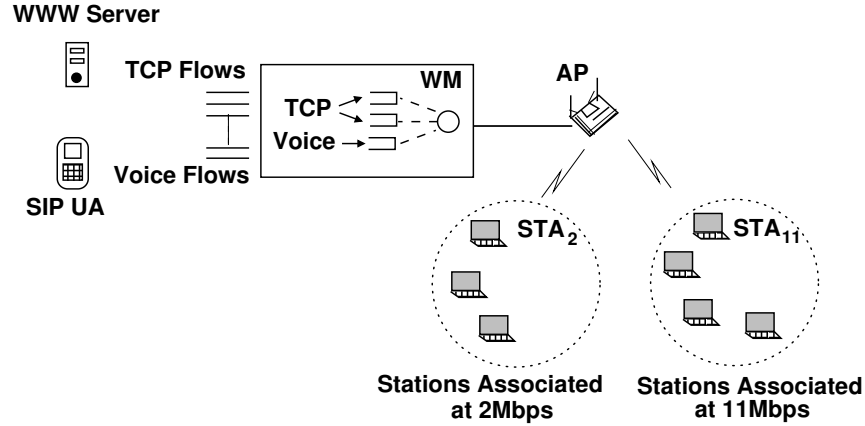 WWW Server
TCP Flows
WM
AP
TCP
Voice
Voice Flows
SIP UA
STA2
STA11
Stations Associated
at 2Mbps
Stations Associated
at 11Mbps